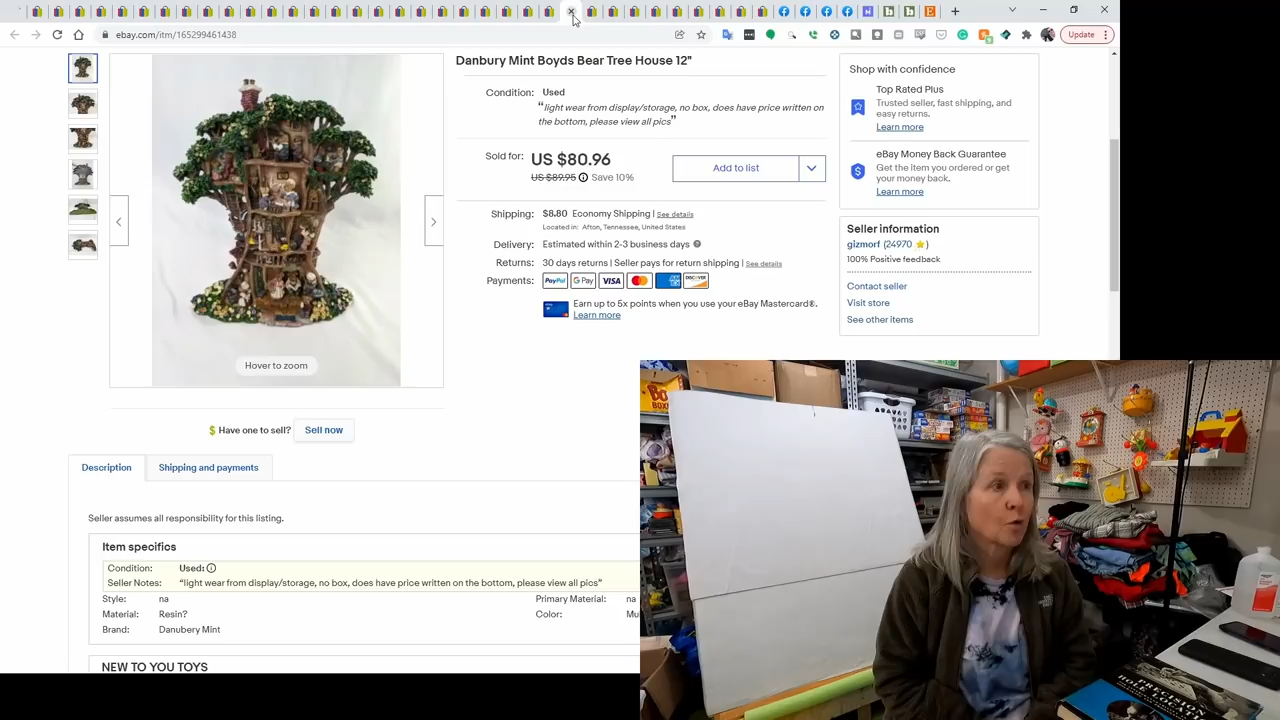 ebay.com/itm/165299461438
Update
Danbury Mint Boyds Bear Tree House 12"
Condition: Used
“light wear from display/storage, no box, does have price written on
the bottom, please view all pics”
Sold for: US $80.96
US $89.95 Save 10%
Add to list
Shipping: $8.80 Economy Shipping | See details
Located in: Afton, Tennessee, United States
Delivery: Estimated within 2-3 business days
Returns: 30 days returns | Seller pays for return shipping | See details
Payments: PayPal G Pay VISA DISCOVER
Earn up to 5x points when you use your eBay Mastercard®.
Learn more
Shop with confidence
Top Rated Plus
Trusted seller, fast shipping, and
easy returns.
Learn more
eBay Money Back Guarantee
Get the item you ordered or get
your money back.
Learn more
Seller information
gizmorf (24970 )
100% Positive feedback
Contact seller
Visit store
See other items
Hover to zoom
$ Have one to sell? Sell now
Description
Shipping and payments
Seller assumes all responsibility for this listing.
Item specifics
Condition: Used:
Seller Notes: “light wear from display/storage, no box, does have price written on the bottom, please view all pics”
Style: na
Primary Material: na
Material: Resin?
Color: Mu
Brand: Danubery Mint
NEW TO YOU TOYS
PRECISION
HOLE